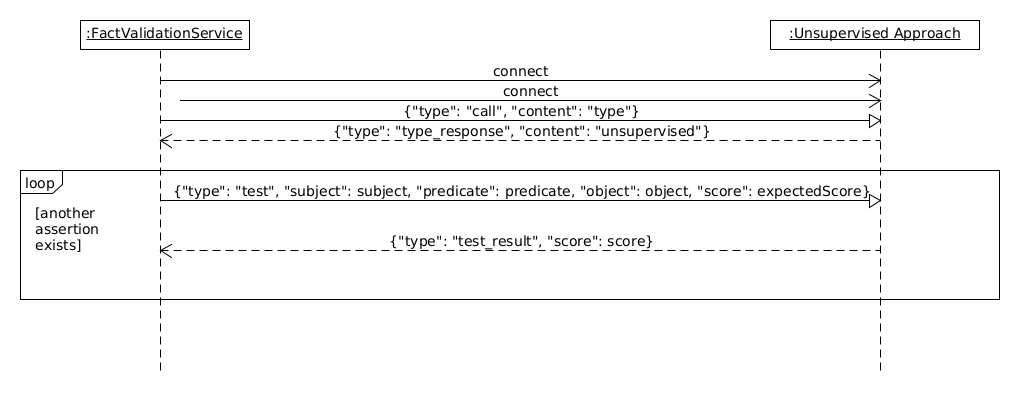 :FactValidationService
:Unsupervised Approach
connect
connect
{"type": "call", "content": "type"}
{"type": "type_response", "content": "unsupervised"}
loop
{"type": "test", "subject": subject, "predicate": predicate, "object": object, "score": expectedScore}
[another
assertion
exists]
{"type": "test_result", "score": score}